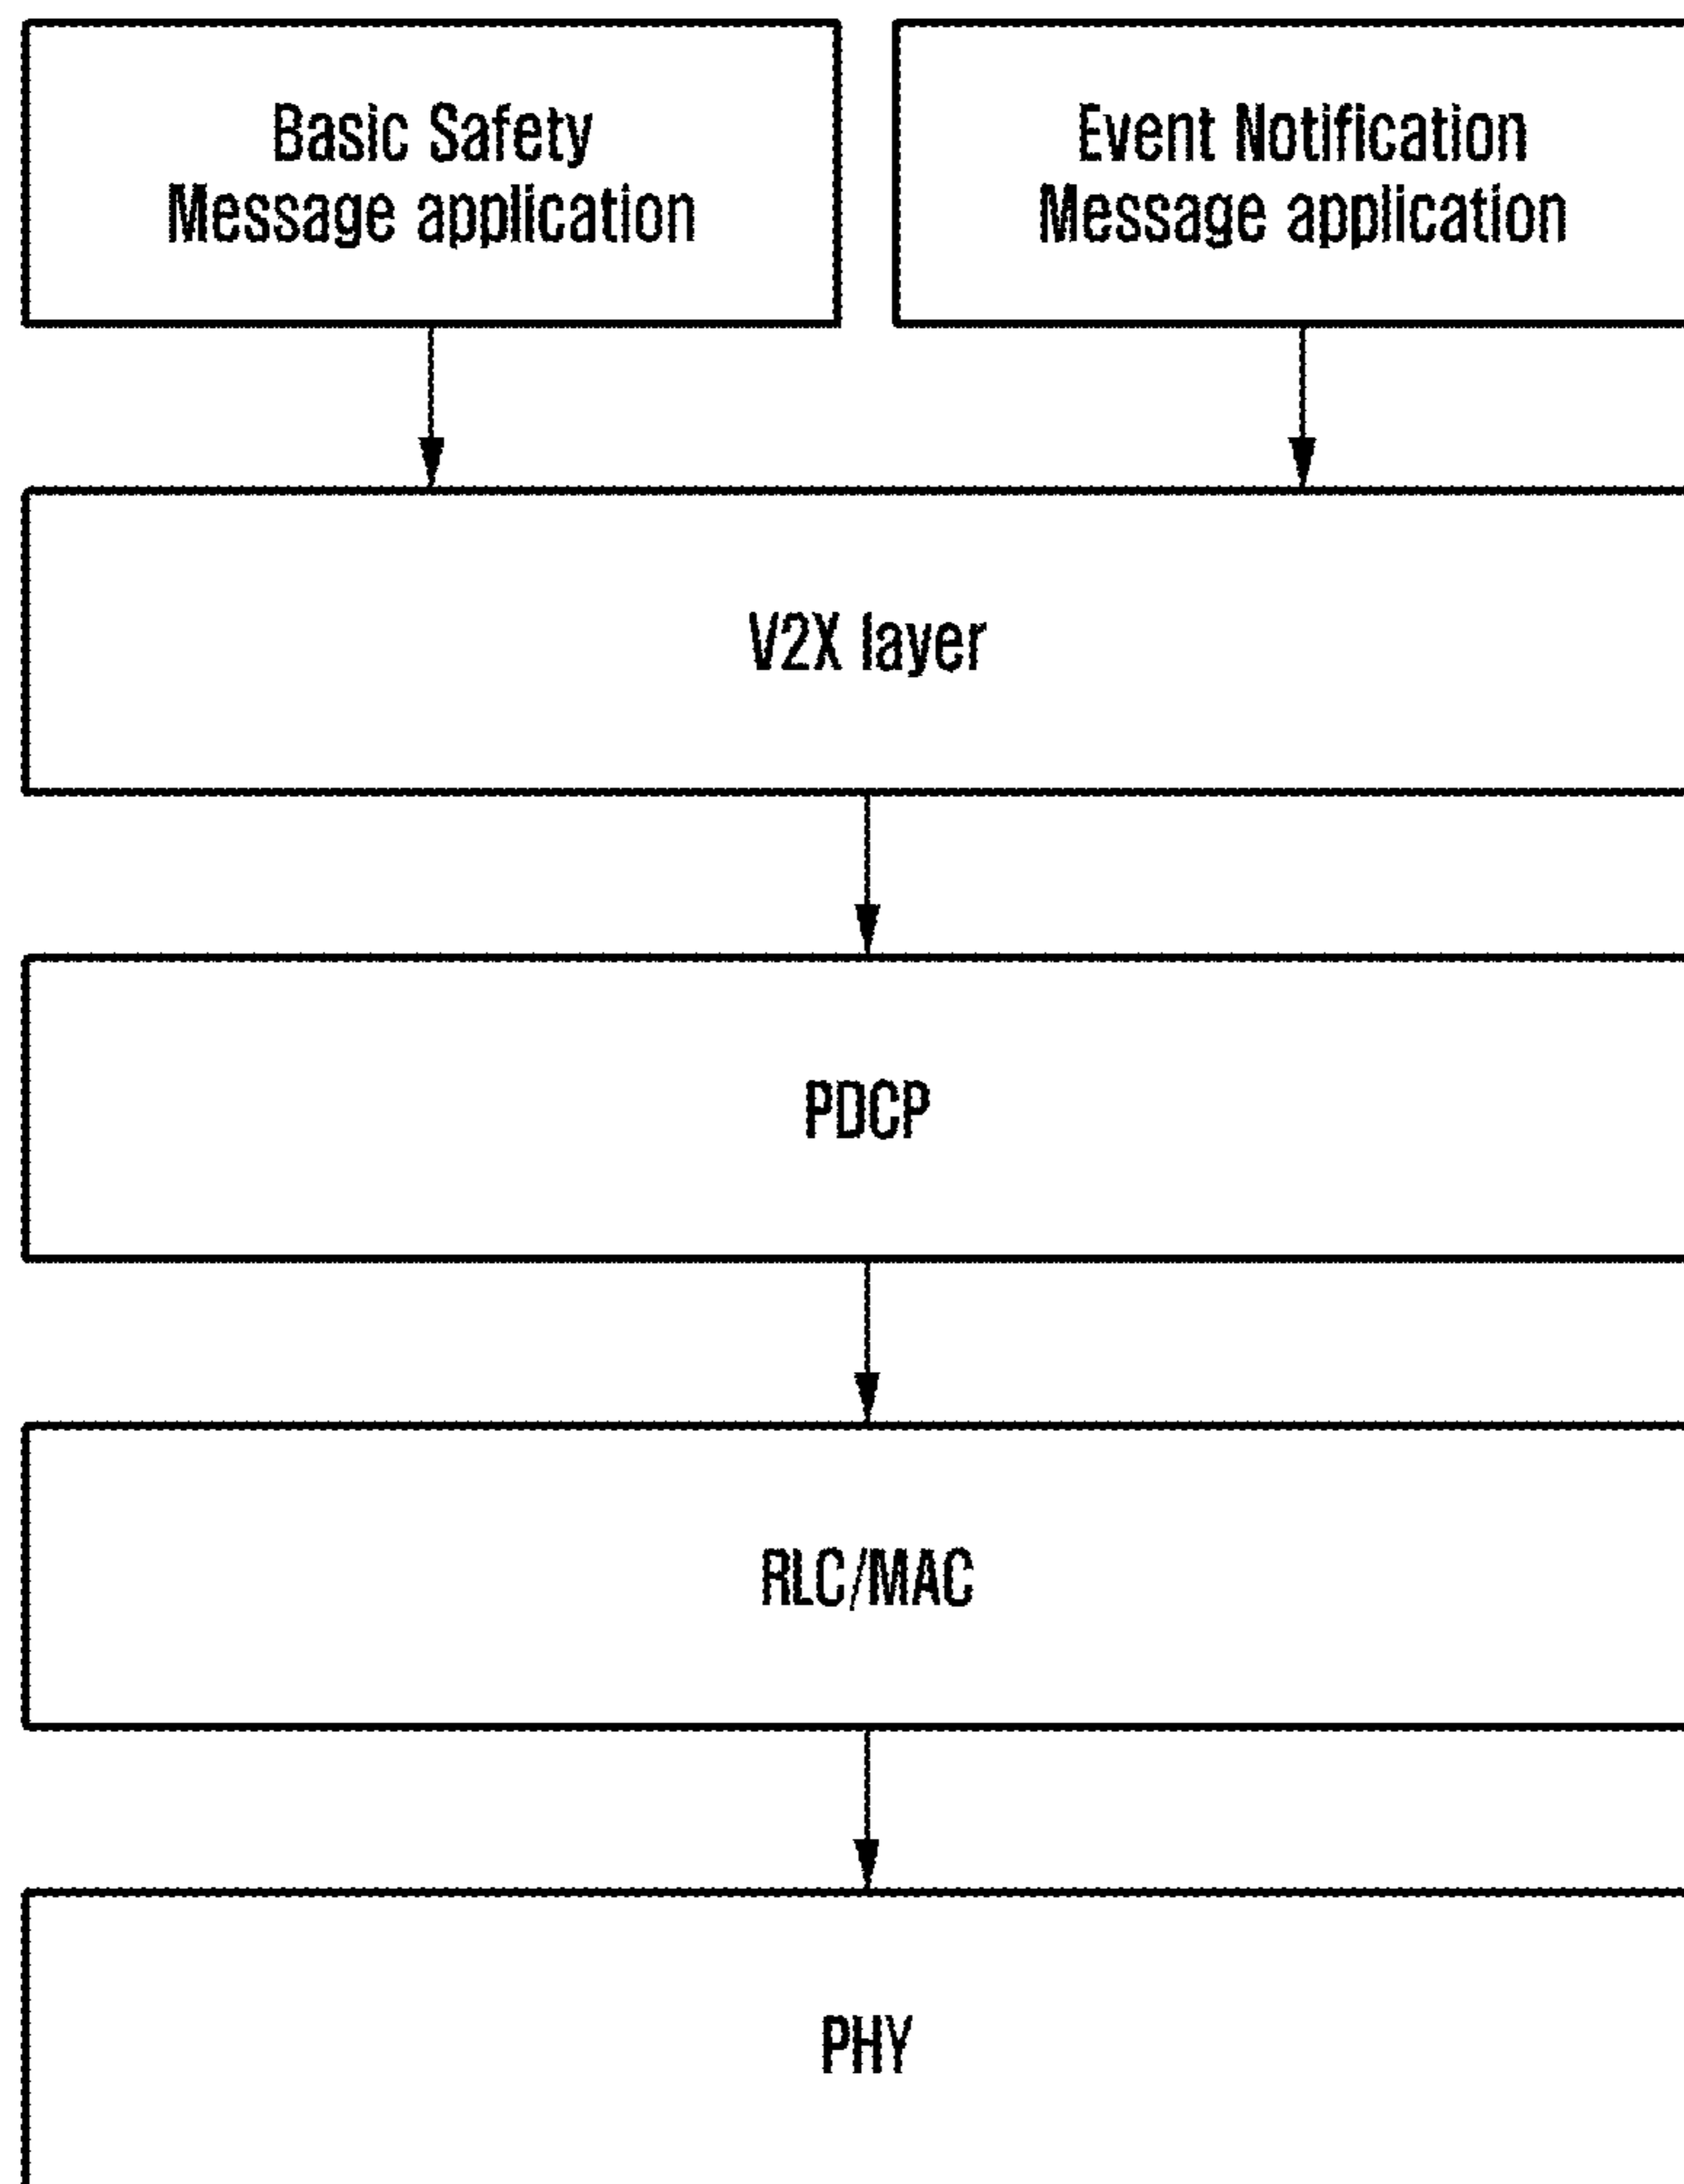 Basic Safety
Message application
Event Notification
Message application
V2X layer
PDCP
RLC/MAC
PHY